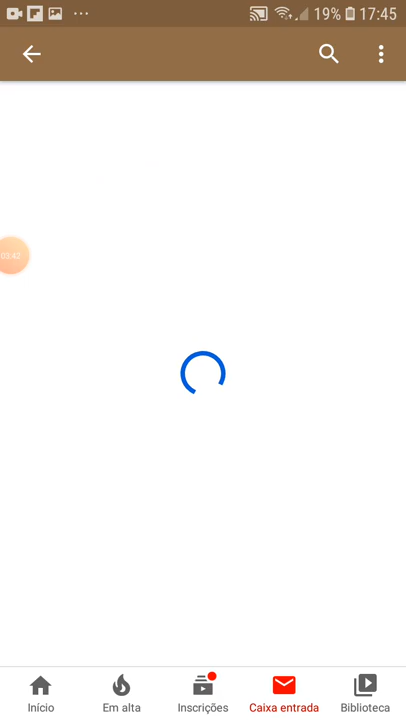 19% 17:45
03:42
Início
Em alta
Inscrições
Caixa entrada
Biblioteca